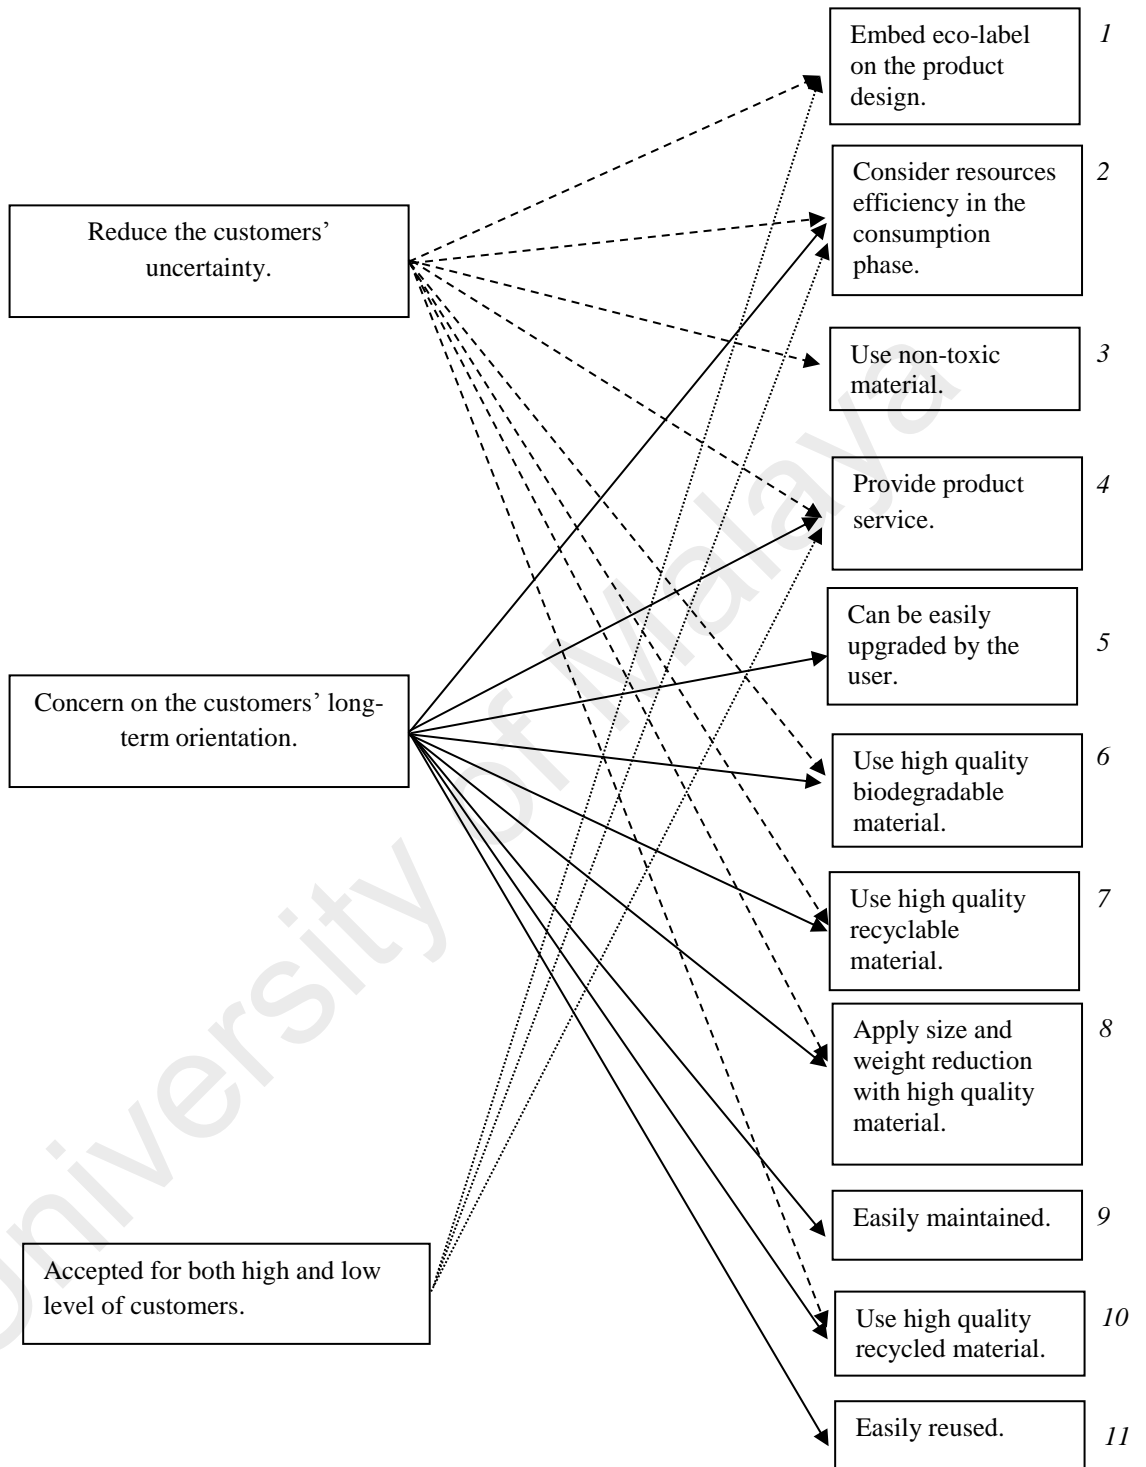 Embed eco-label
on the product
design.
1
Consider resources
efficiency in the
consumption
phase.
2
Reduce the customers’
uncertainty.
Use non-toxic
material.
3
Provide product
service.
4
Can be easily
upgraded by the
user.
5
Concern on the customers’ long-
term orientation.
Use high quality
biodegradable
material.
6
Use high quality
recyclable
material.
7
Apply size and
weight reduction
with high quality
material.
8
Easily maintained.
9
Accepted for both high and low
level of customers.
Use high quality
recycled material.
10
Easily reused.
11
University of Malaya